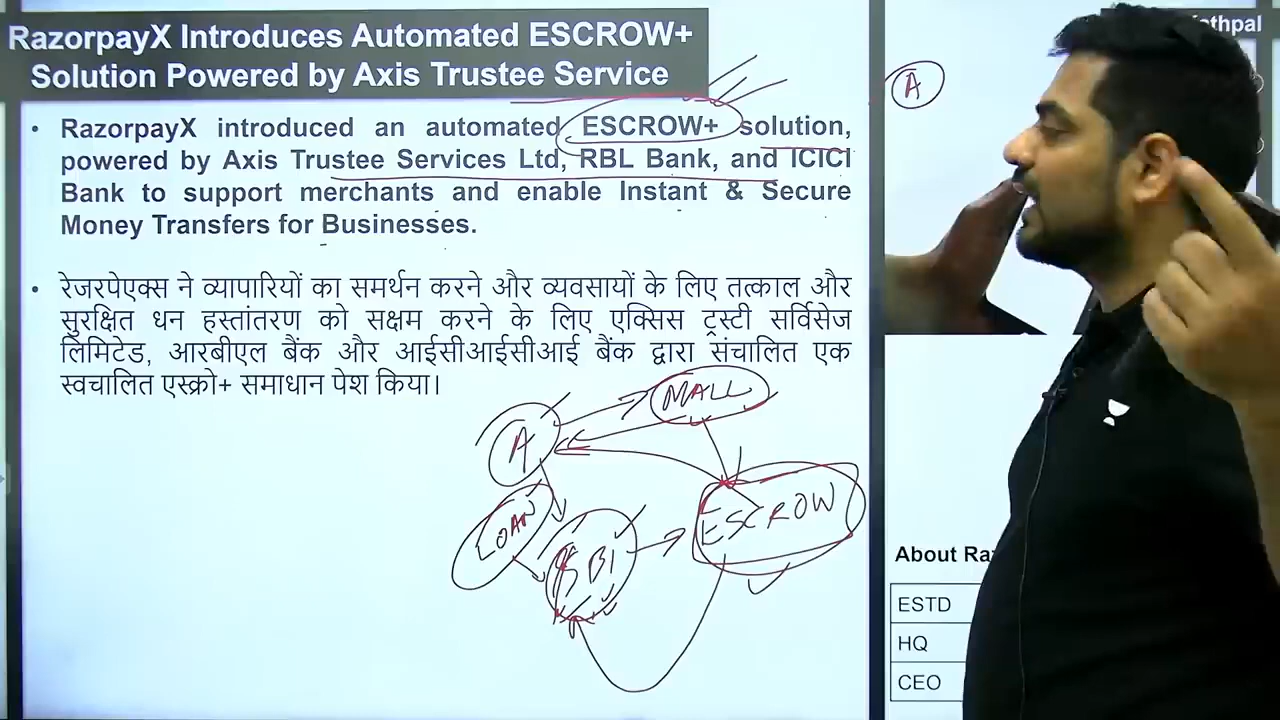 RazorpayX Introduces Automated ESCROW+
Solution Powered by Axis Trustee Service
• RazorpayX introduced an automated ESCROW+ solution,
powered by Axis Trustee Services Ltd, RBL Bank, and ICICI
Bank to support merchants and enable Instant & Secure
Money Transfers for Businesses.
• रेजरपेएक्स ने व्यापारियों का समर्थन करने और व्यवसायों के लिए तत्काल और
सुरक्षित धन हस्तांतरण को सक्षम करने के लिए एक्सिस ट्रस्टी सर्विसेज
लिमिटेड, आरबीएल बैंक और आईसीआईसीआई बैंक द्वारा संचालित एक
स्वचालित एस्क्रो+ समाधान पेश किया।
MALL
A
LOAN
SBI
ESCROW
A
athpal
About Ra
ESTD
HQ
CEO